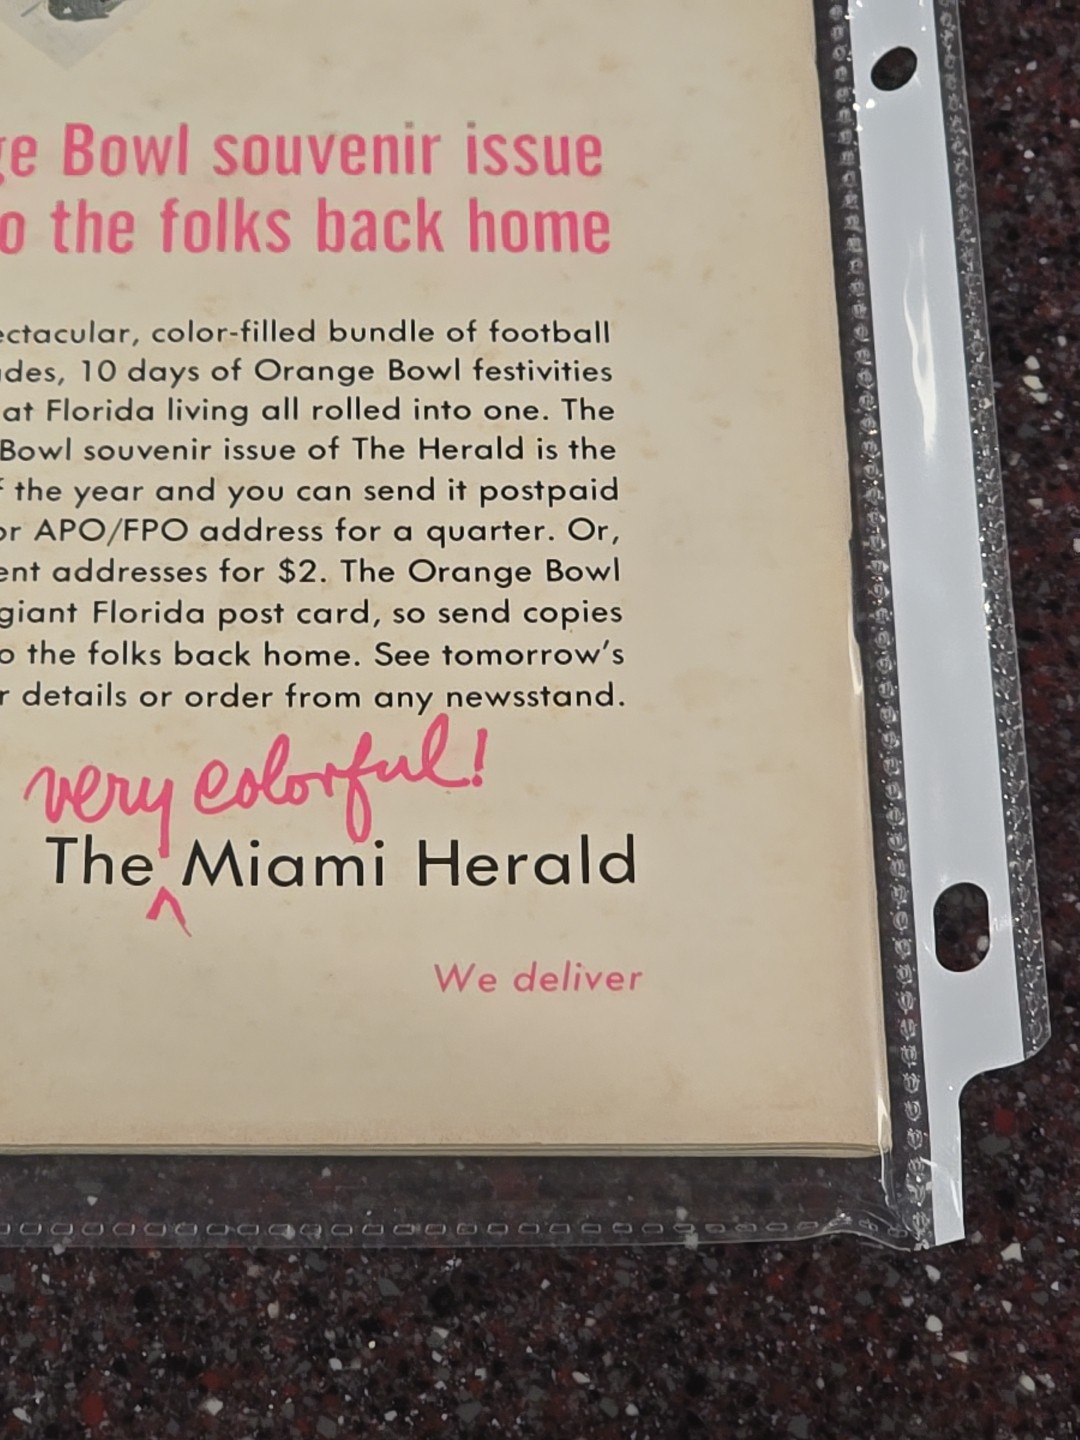 Bowl souvenir issue
the folks back home
color-filled bundle of football
10 days of Orange Bowl festivities
at Florida living all rolled into one. The
Bowl souvenir issue of The Herald is the
the year and you can send it postpaid
or APO/FPO address for a quarter. Or,
addresses for $2. The Orange Bowl
giant Florida post card, so send copies
the folks back home. See tomorrow's
details or order from any newsstand.
very colorful!
The Miami Herald
We deliver